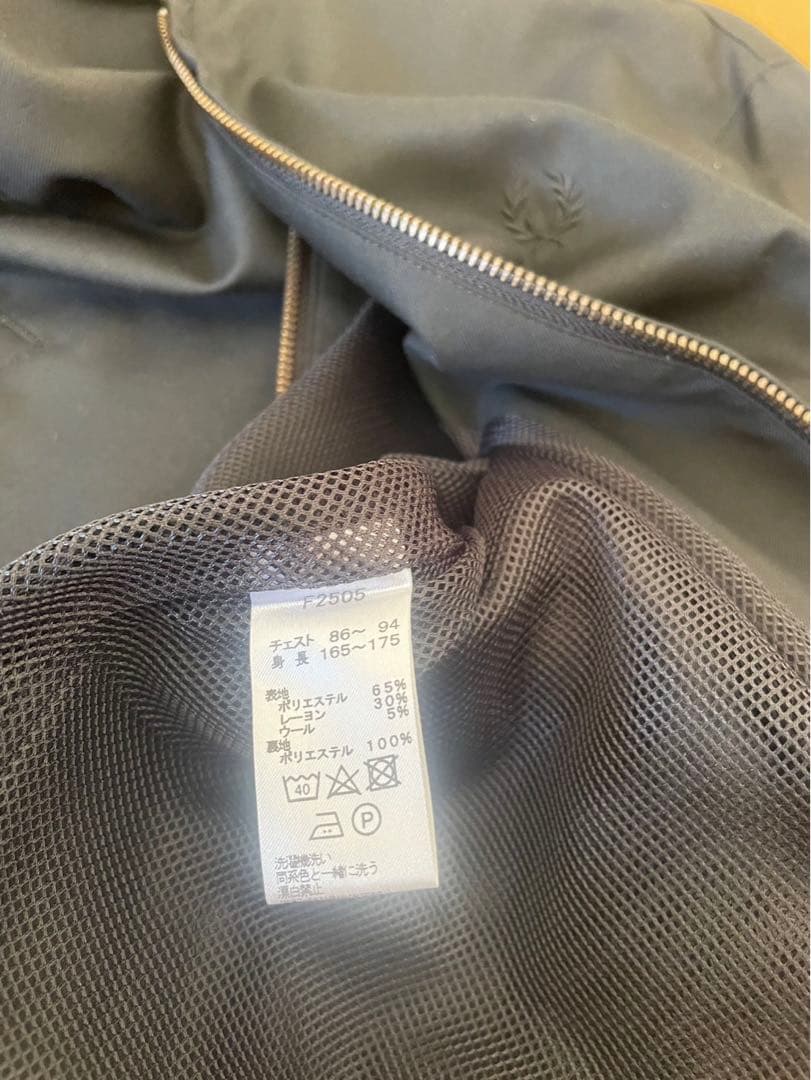 F2505
チェスト 86～ 94
身 長 165～175
表地
ポリエステル 65%
レーヨン 30%
ウール 5%
裏地
ポリエステル 100%
40
P
洗濯機洗い
同系色と一緒に洗う
漂白禁止